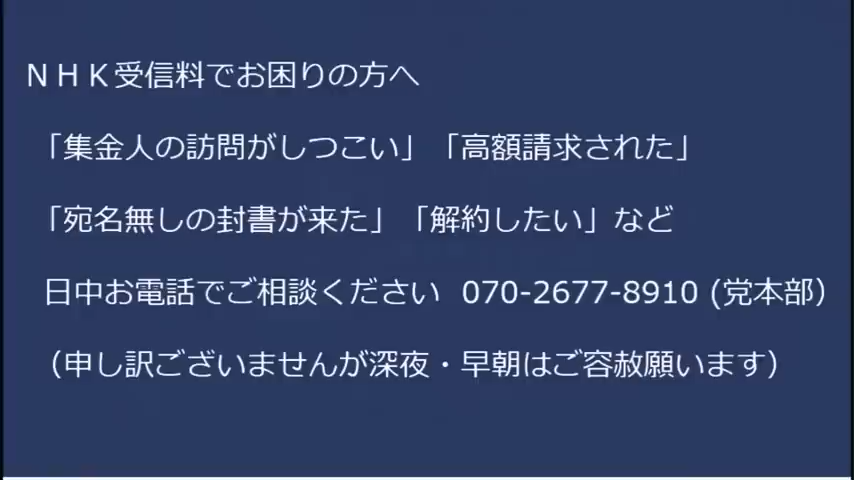 ＮＨＫ受信料でお困りの方へ
「集金人の訪問がしつこい」「高額請求された」
「宛名無しの封書が来た」「解約したい」など
日中お電話でご相談ください 070-2677-8910 (党本部）
（申し訳ございませんが深夜・早朝はご容赦願います）